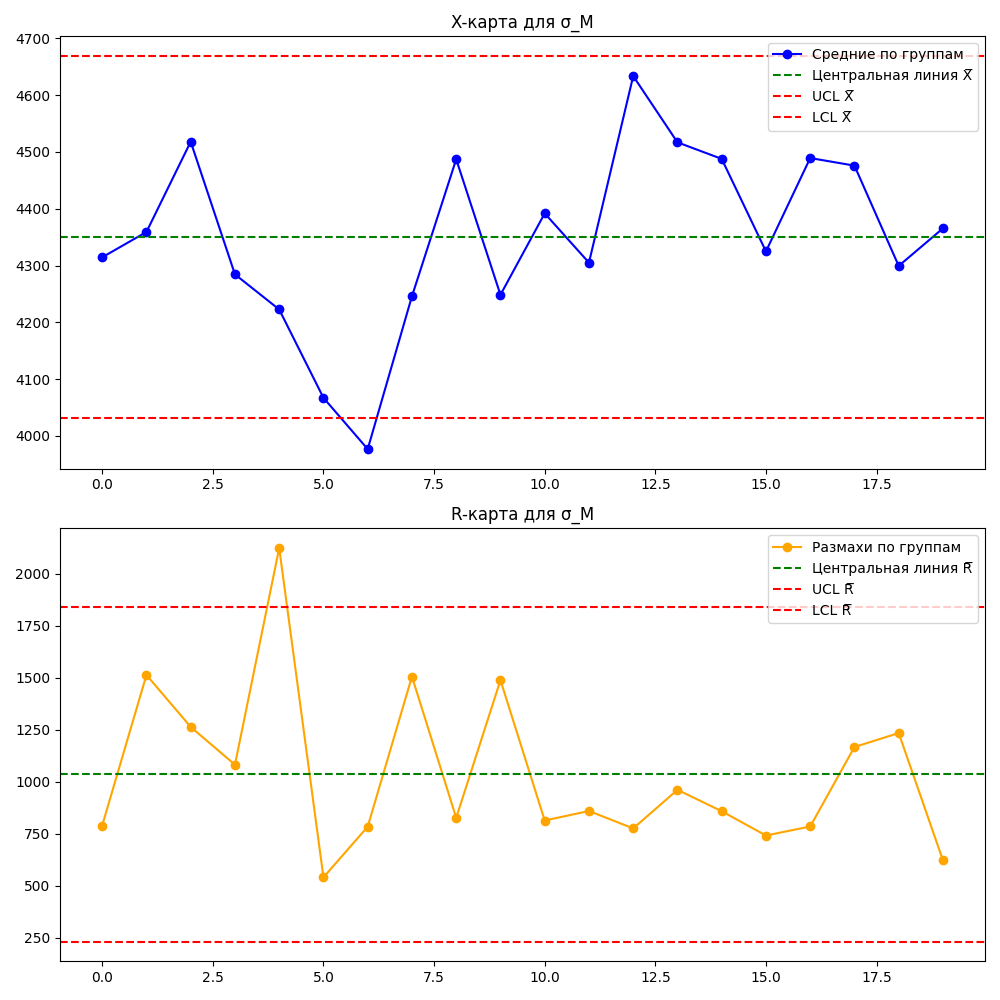 X-карта для σ_M
4700
4600
4500
4400
4300
4200
4100
4000
Средние по группам
Центральная линия X̅̅
UCL X̅̅
LCL X̅̅
0.0 2.5 5.0 7.5 10.0 12.5 15.0 17.5
R-карта для σ_M
2000
1750
1500
1250
1000
750
500
250
Размахи по группам
Центральная линия R̅
UCL R̅
LCL R̅
0.0 2.5 5.0 7.5 10.0 12.5 15.0 17.5